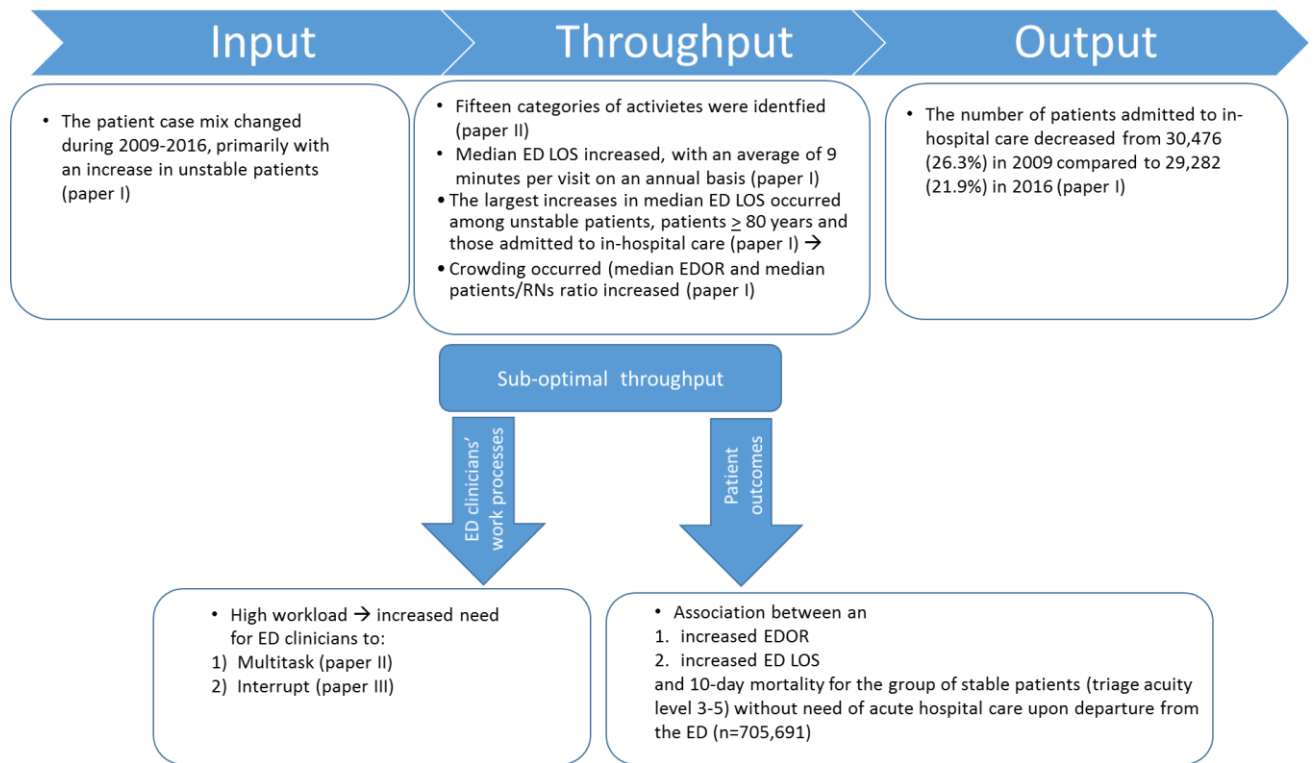 Input
Throughput
Output
• The patient case mix changed
during 2009-2016, primarily with
an increase in unstable patients
(paper I)
• Fifteen categories of activietes were identfied
(paper II)
• Median ED LOS increased, with an average of 9
minutes per visit on an annual basis (paper I)
• The largest increases in median ED LOS occurred
among unstable patients, patients ≥ 80 years and
those admitted to in-hospital care (paper I) →
• Crowding occurred (median EDOR and median
patients/RNs ratio increased (paper I)
• The number of patients admitted to in-
hospital care decreased from 30,476
(26.3%) in 2009 compared to 29,282
(21.9%) in 2016 (paper I)
Sub-optimal throughput
ED clinicians’
work processes
Patient
outcomes
• High workload → increased need
for ED clinicians to:
1) Multitask (paper II)
2) Interrupt (paper III)
• Association between an
1. increased EDOR
2. increased ED LOS
and 10-day mortality for the group of stable patients (triage acuity
level 3-5) without need of acute hospital care upon departure from
the ED (n=705,691)